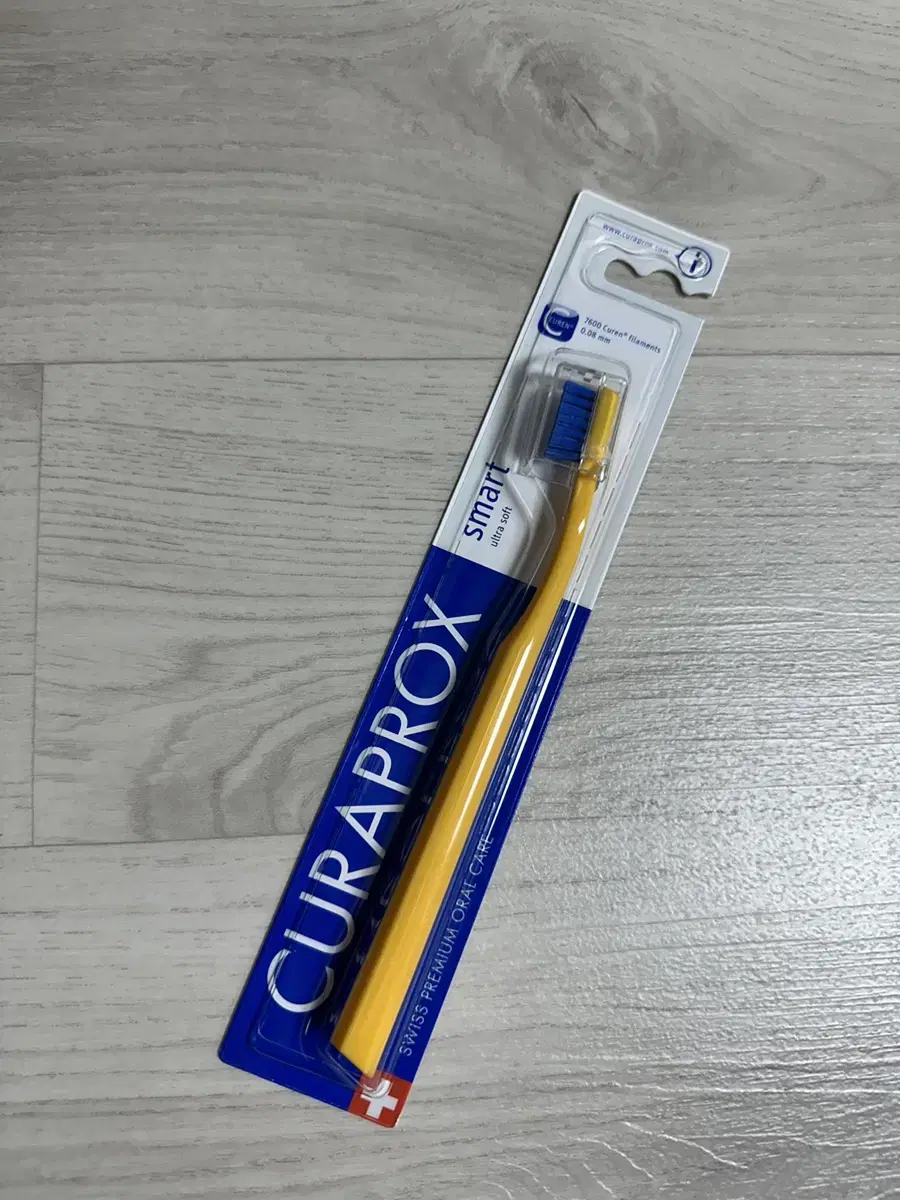 www.curaprox.com
CUREN®
7600 Curen® filaments
0.08 mm
smart
ultra soft
CURAPROX
SWISS PREMIUM ORAL CARE